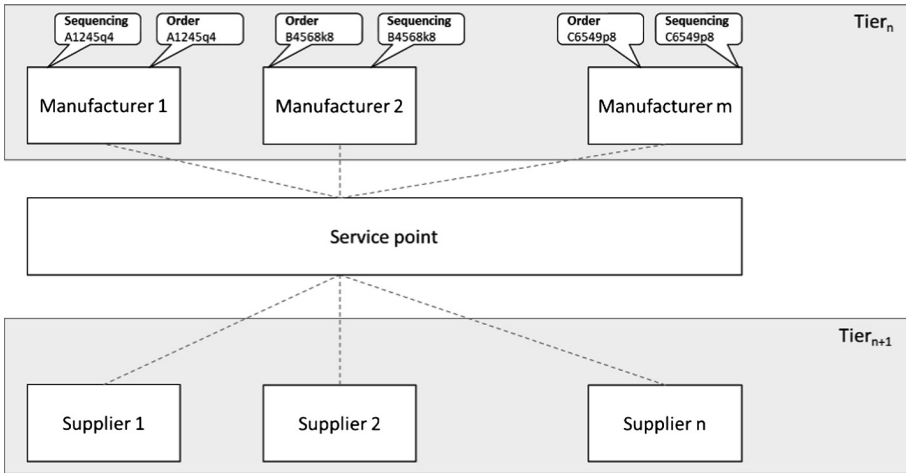 Sequencing
A1245q4
Order
A1245q4
Order
B4568k8
Sequencing
B4568k8
Order
C6549p8
Sequencing
C6549p8
Tierₙ
Manufacturer 1
Manufacturer 2
Manufacturer m
Service point
Tierₙ₊₁
Supplier 1
Supplier 2
Supplier n